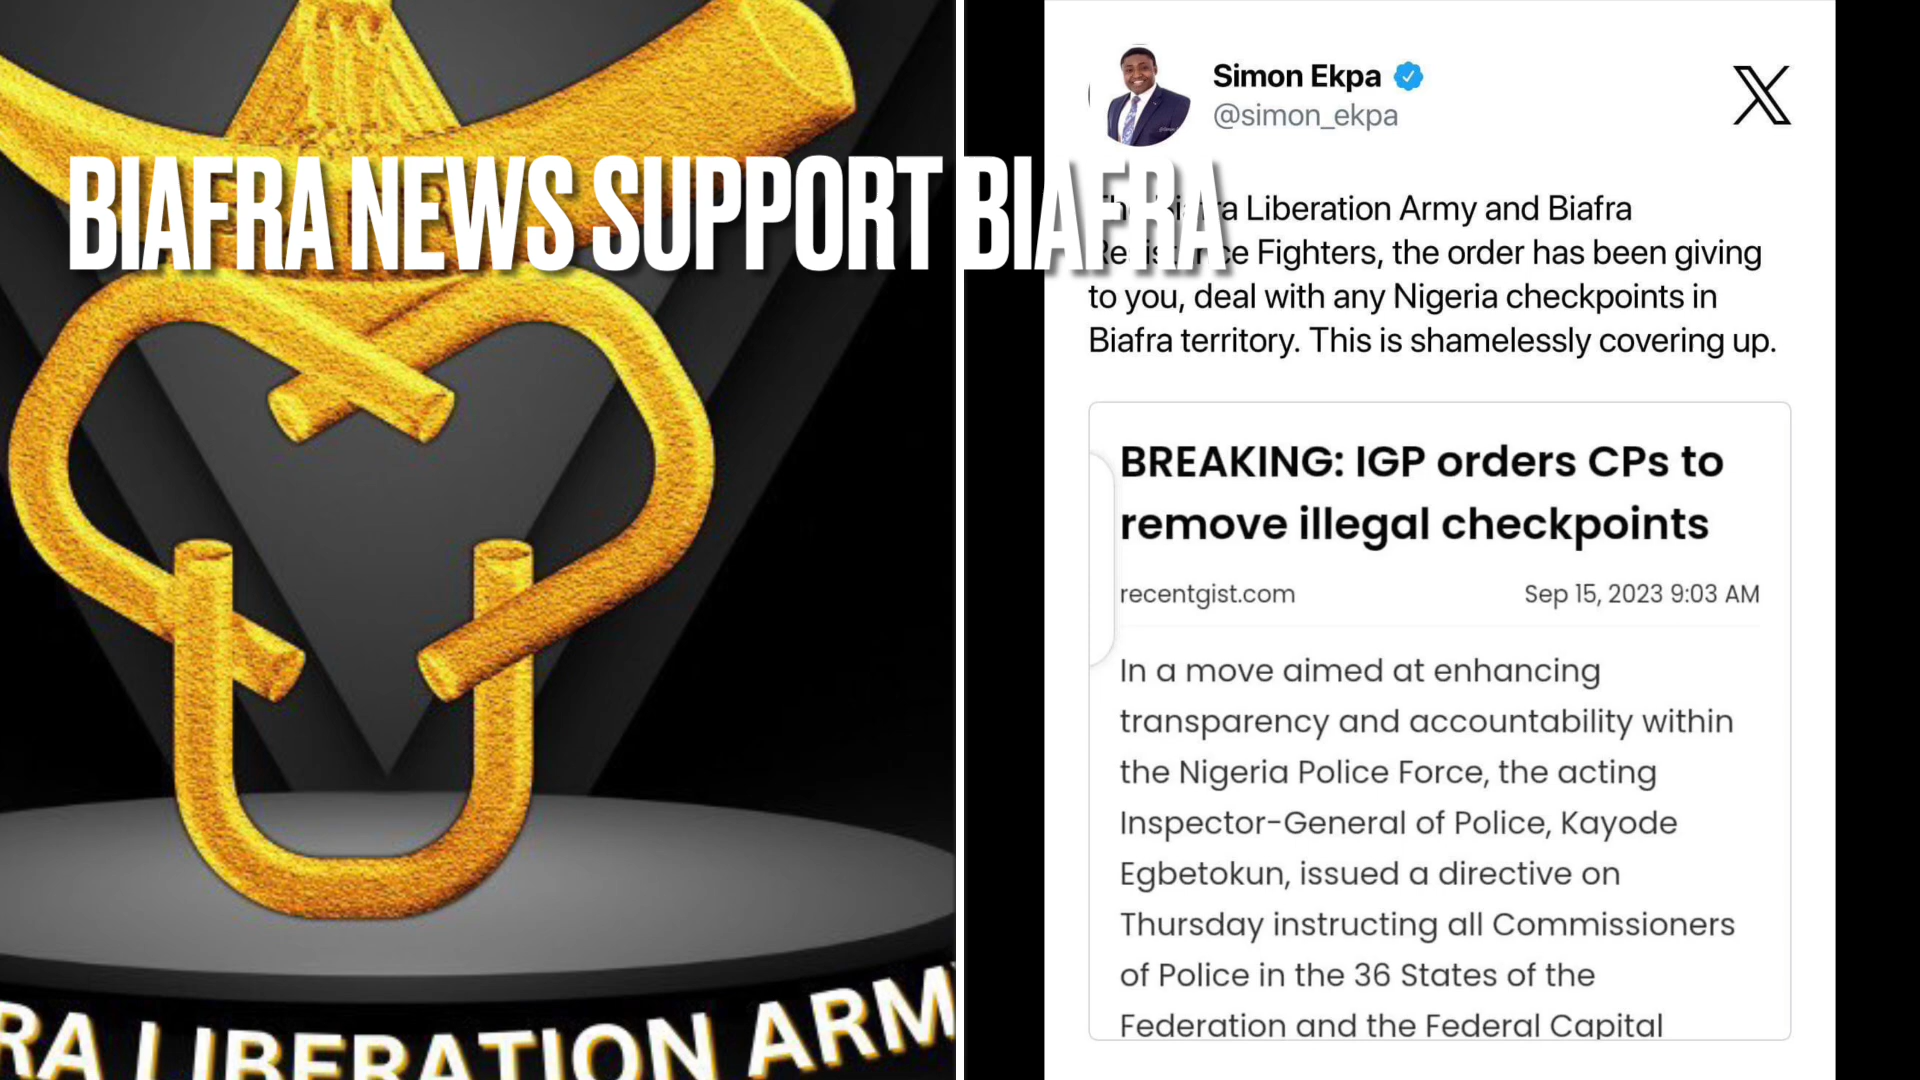 BIAFRA NEWS SUPPORT BIAFRA
RA LIBERATION ARM
Simon Ekpa
@simon_ekpa
X
The Biafra Liberation Army and Biafra
Resistance Fighters, the order has been giving
to you, deal with any Nigeria checkpoints in
Biafra territory. This is shamelessly covering up.
BREAKING: IGP orders CPs to
remove illegal checkpoints
recentgist.com Sep 15, 2023 9:03 AM
In a move aimed at enhancing
transparency and accountability within
the Nigeria Police Force, the acting
Inspector-General of Police, Kayode
Egbetokun, issued a directive on
Thursday instructing all Commissioners
of Police in the 36 States of the
Federation and the Federal Capital